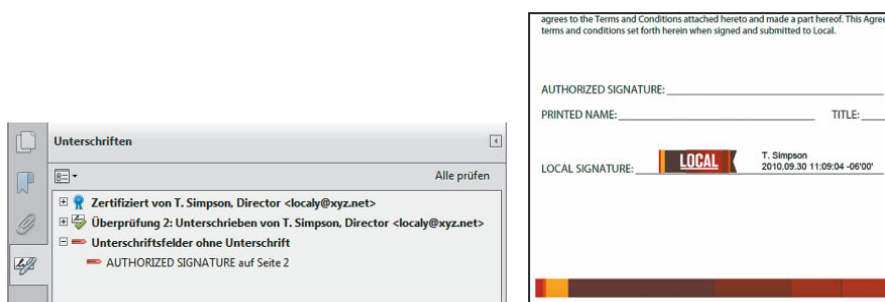 Unterschriften
Alle prüfen
Zertifiziert von T. Simpson, Director <localy@xyz.net>
Überprüfung 2: Unterschrieben von T. Simpson, Director <localy@xyz.net>
Unterschriftsfelder ohne Unterschrift
AUTHORIZED SIGNATURE auf Seite 2
agrees to the Terms and Conditions attached hereto and made a part hereof. This Agree
terms and conditions set forth herein when signed and submitted to Local.
AUTHORIZED SIGNATURE:
PRINTED NAME: TITLE:
LOCAL SIGNATURE: LOCAL T. Simpson
2010.09.30 11:09:04 -06'00'